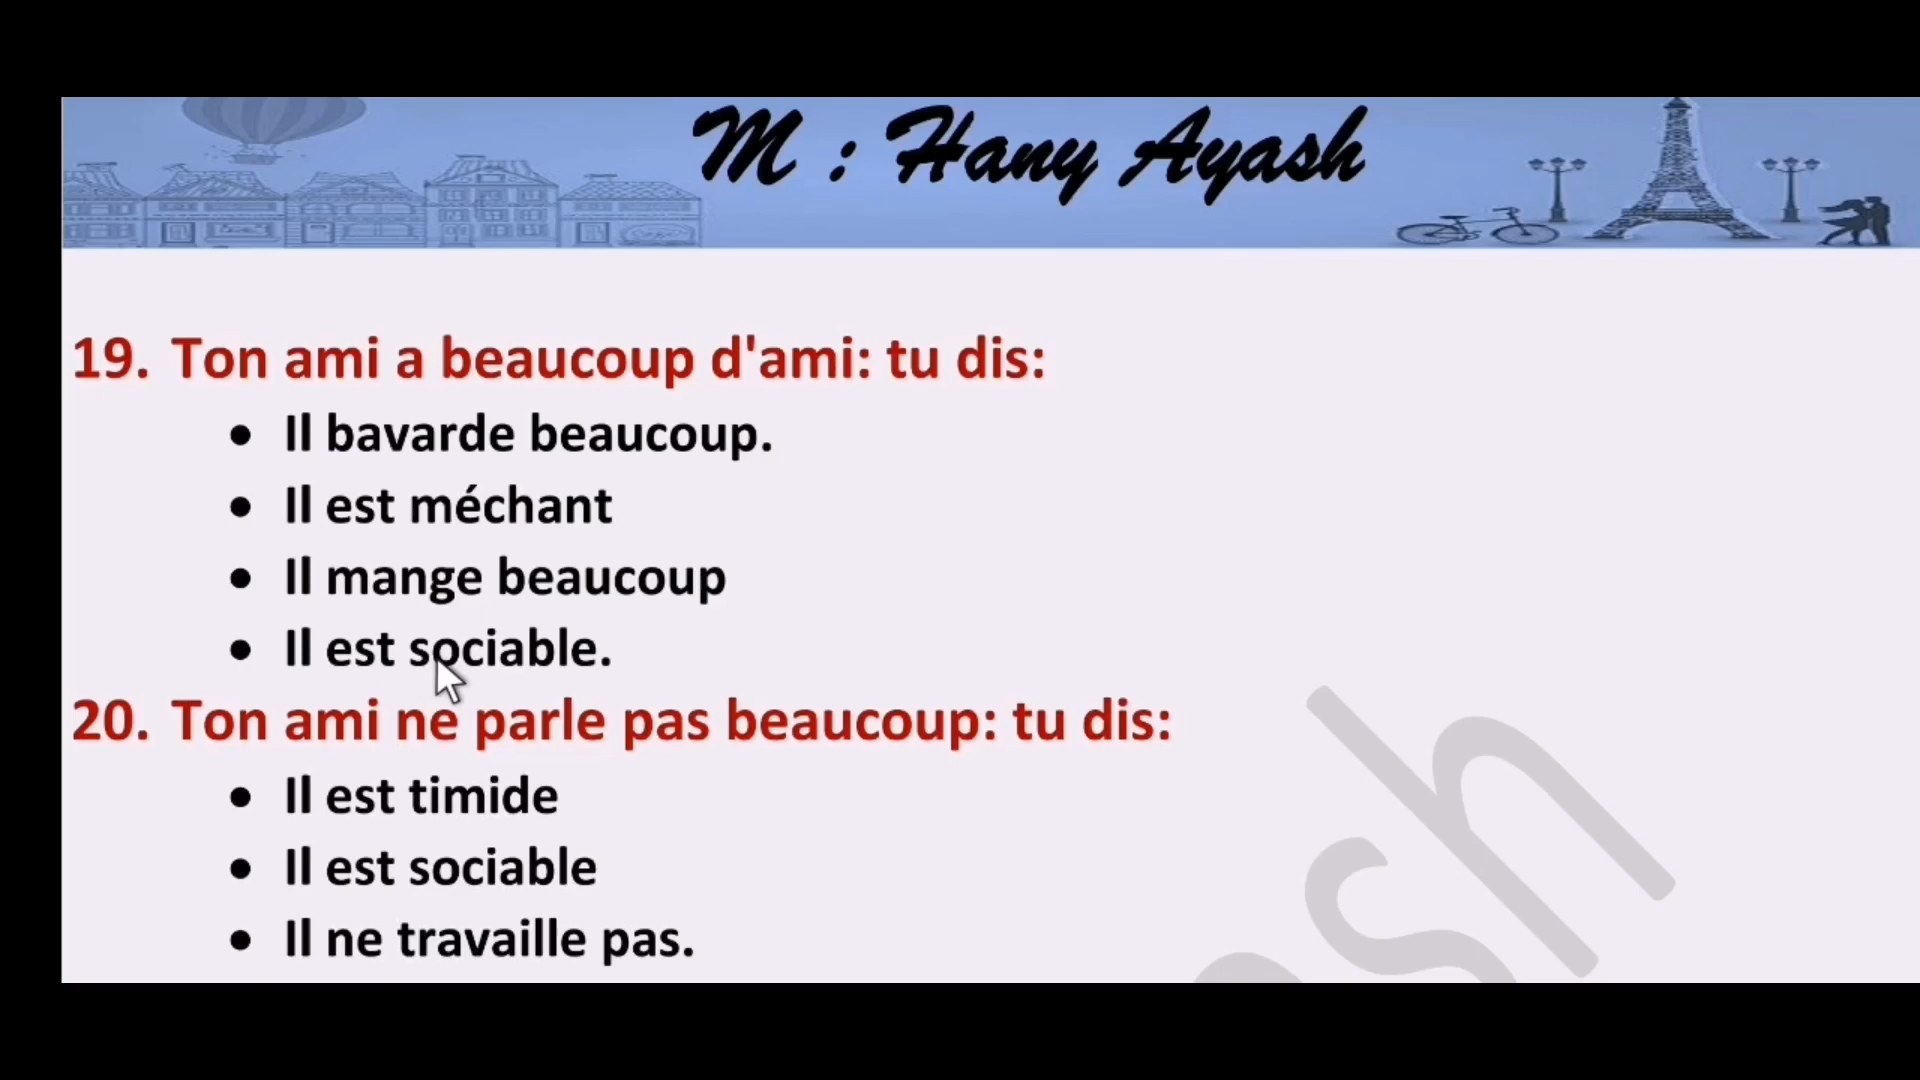 M : Hany Ayash
19. Ton ami a beaucoup d'ami: tu dis:
• Il bavarde beaucoup.
• Il est méchant
• Il mange beaucoup
• Il est sociable.
20. Ton ami ne parle pas beaucoup: tu dis:
• Il est timide
• Il est sociable
• Il ne travaille pas.